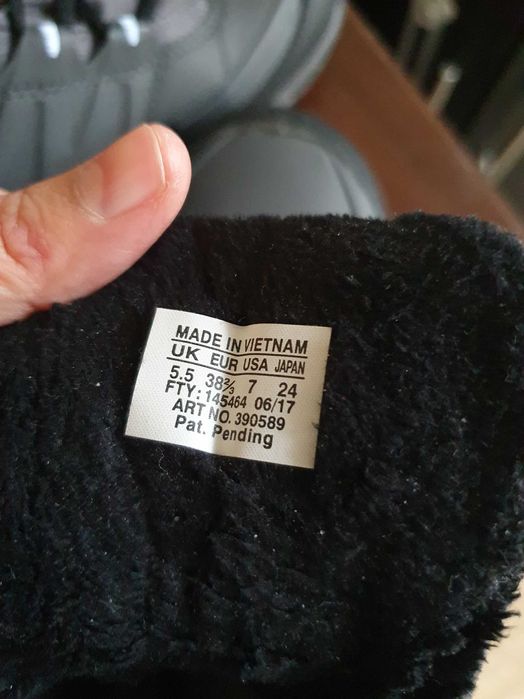 MADE IN VIETNAM
UK EUR USA JAPAN
5.5 38⅔ 7 24
FTY: 145464 06/17
ART NO. 390589
Pat. Pending